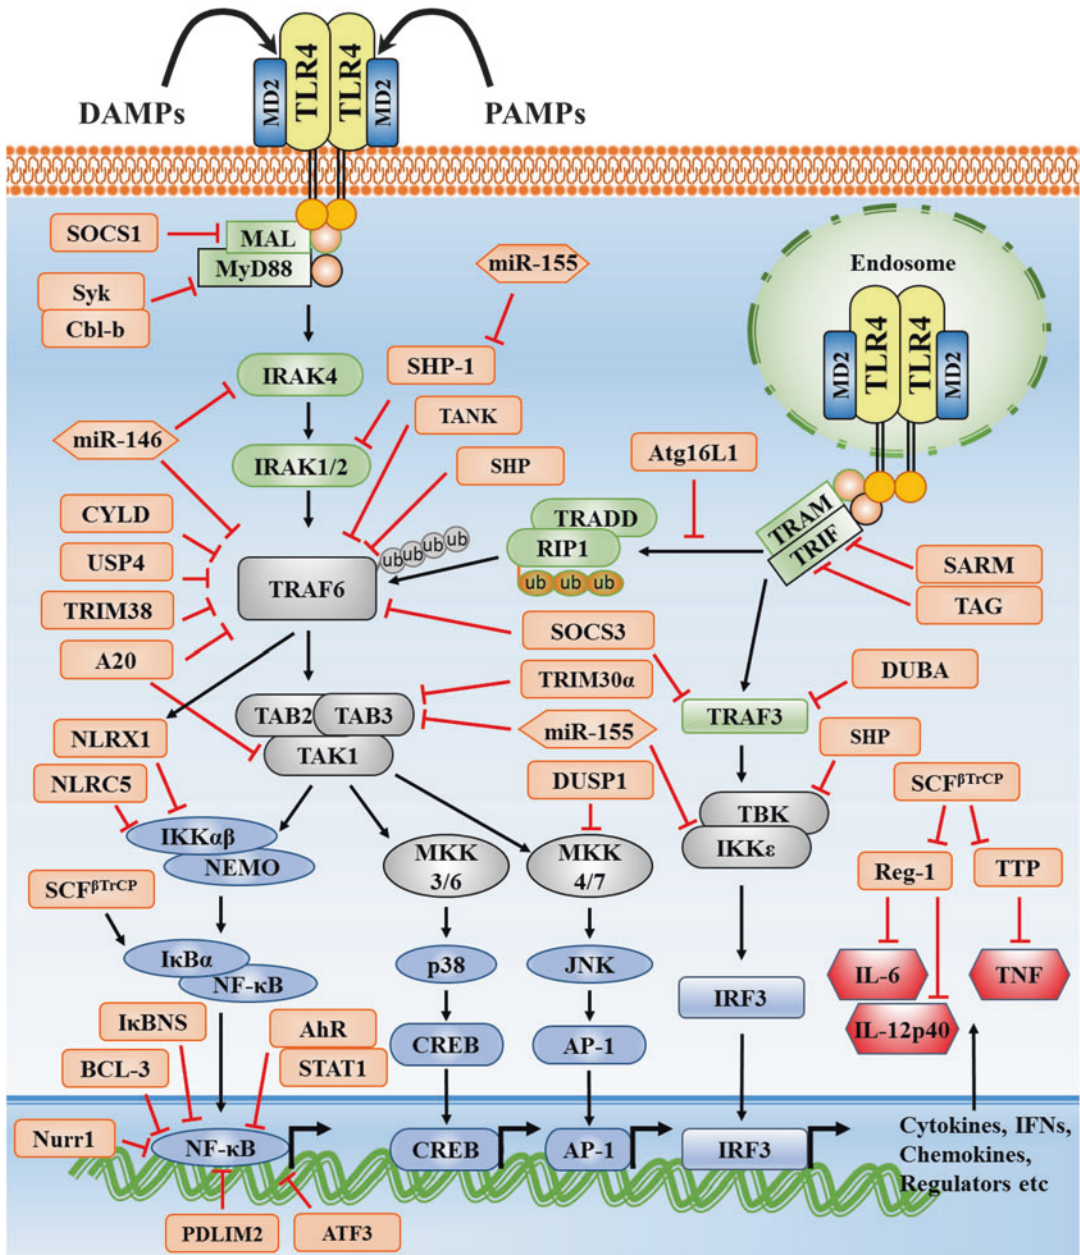 DAMPs
MD2
TLR4
TLR4
MD2
PAMPs
SOCS1
MAL
MyD88
Syk
Cbl-b
miR-155
Endosome
MD2
TLR4
TLR4
MD2
IRAK4
SHP-1
TANK
miR-146
IRAK1/2
SHP
Atg16L1
CYLD
USP4
TRIM38
A20
TRAF6
ub
ub
ub
ub
TRADD
RIP1
ub
ub
ub
TRAM
TRIF
SARM
TAG
SOCS3
TRIM30α
miR-155
DUSP1
DUBA
TRAF3
SHP
TAB2
TAB3
TAK1
NLRX1
NLRC5
IKKαβ
NEMO
MKK
3/6
MKK
4/7
TBK
IKKε
SCFβTrCP
Reg-1
TTP
SCFβTrCP
IκBα
NF-κB
p38
JNK
IRF3
IL-6
IL-12p40
TNF
IκBNS
AhR
STAT1
BCL-3
CREB
AP-1
Nurr1
NF-κB
CREB
AP-1
IRF3
Cytokines, IFNs,
Chemokines,
Regulators etc
PDLIM2
ATF3